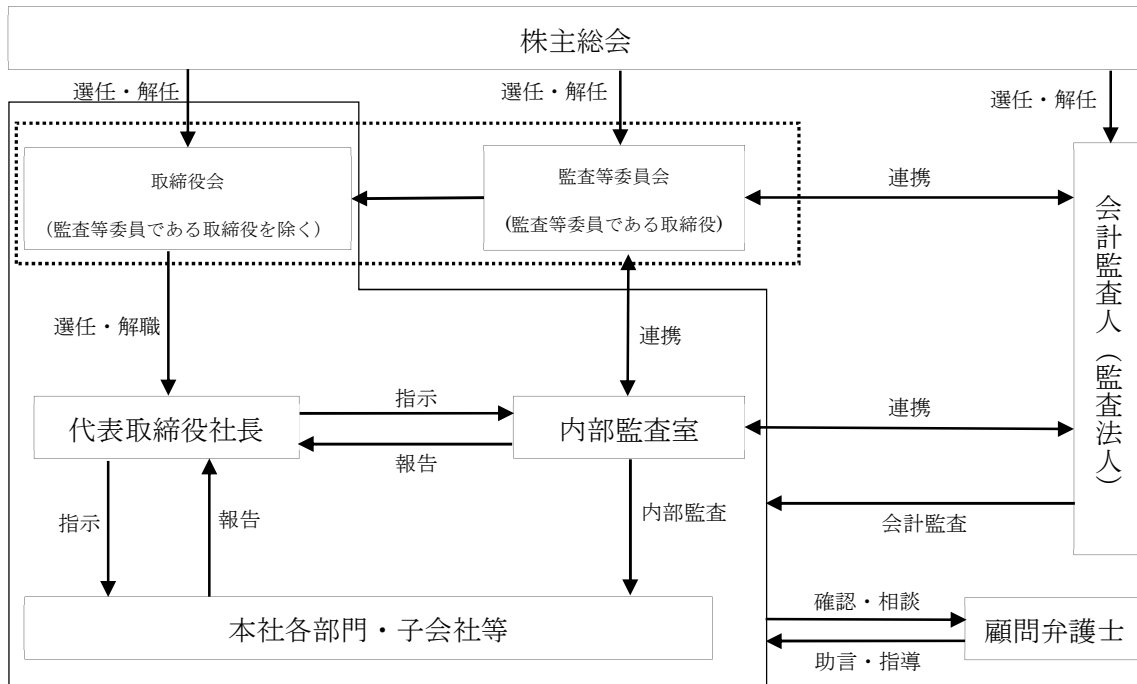 株主総会
選任・解任
選任・解任
選任・解任
取締役会
（監査等委員である取締役を除く）
監査等委員会
(監査等委員である取締役)
連携
会計監査人（監査法人）
選任・解職
連携
代表取締役社長
指示
報告
内部監査室
連携
会計監査
指示
報告
内部監査
本社各部門・子会社等
確認・相談
助言・指導
顧問弁護士